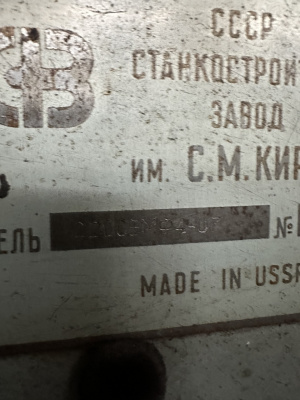 СССР
СТАНКОСТРОИТ
ЗАВОД
ИМ. С.М.КИР
ЕЛЬ №
MADE IN USSR